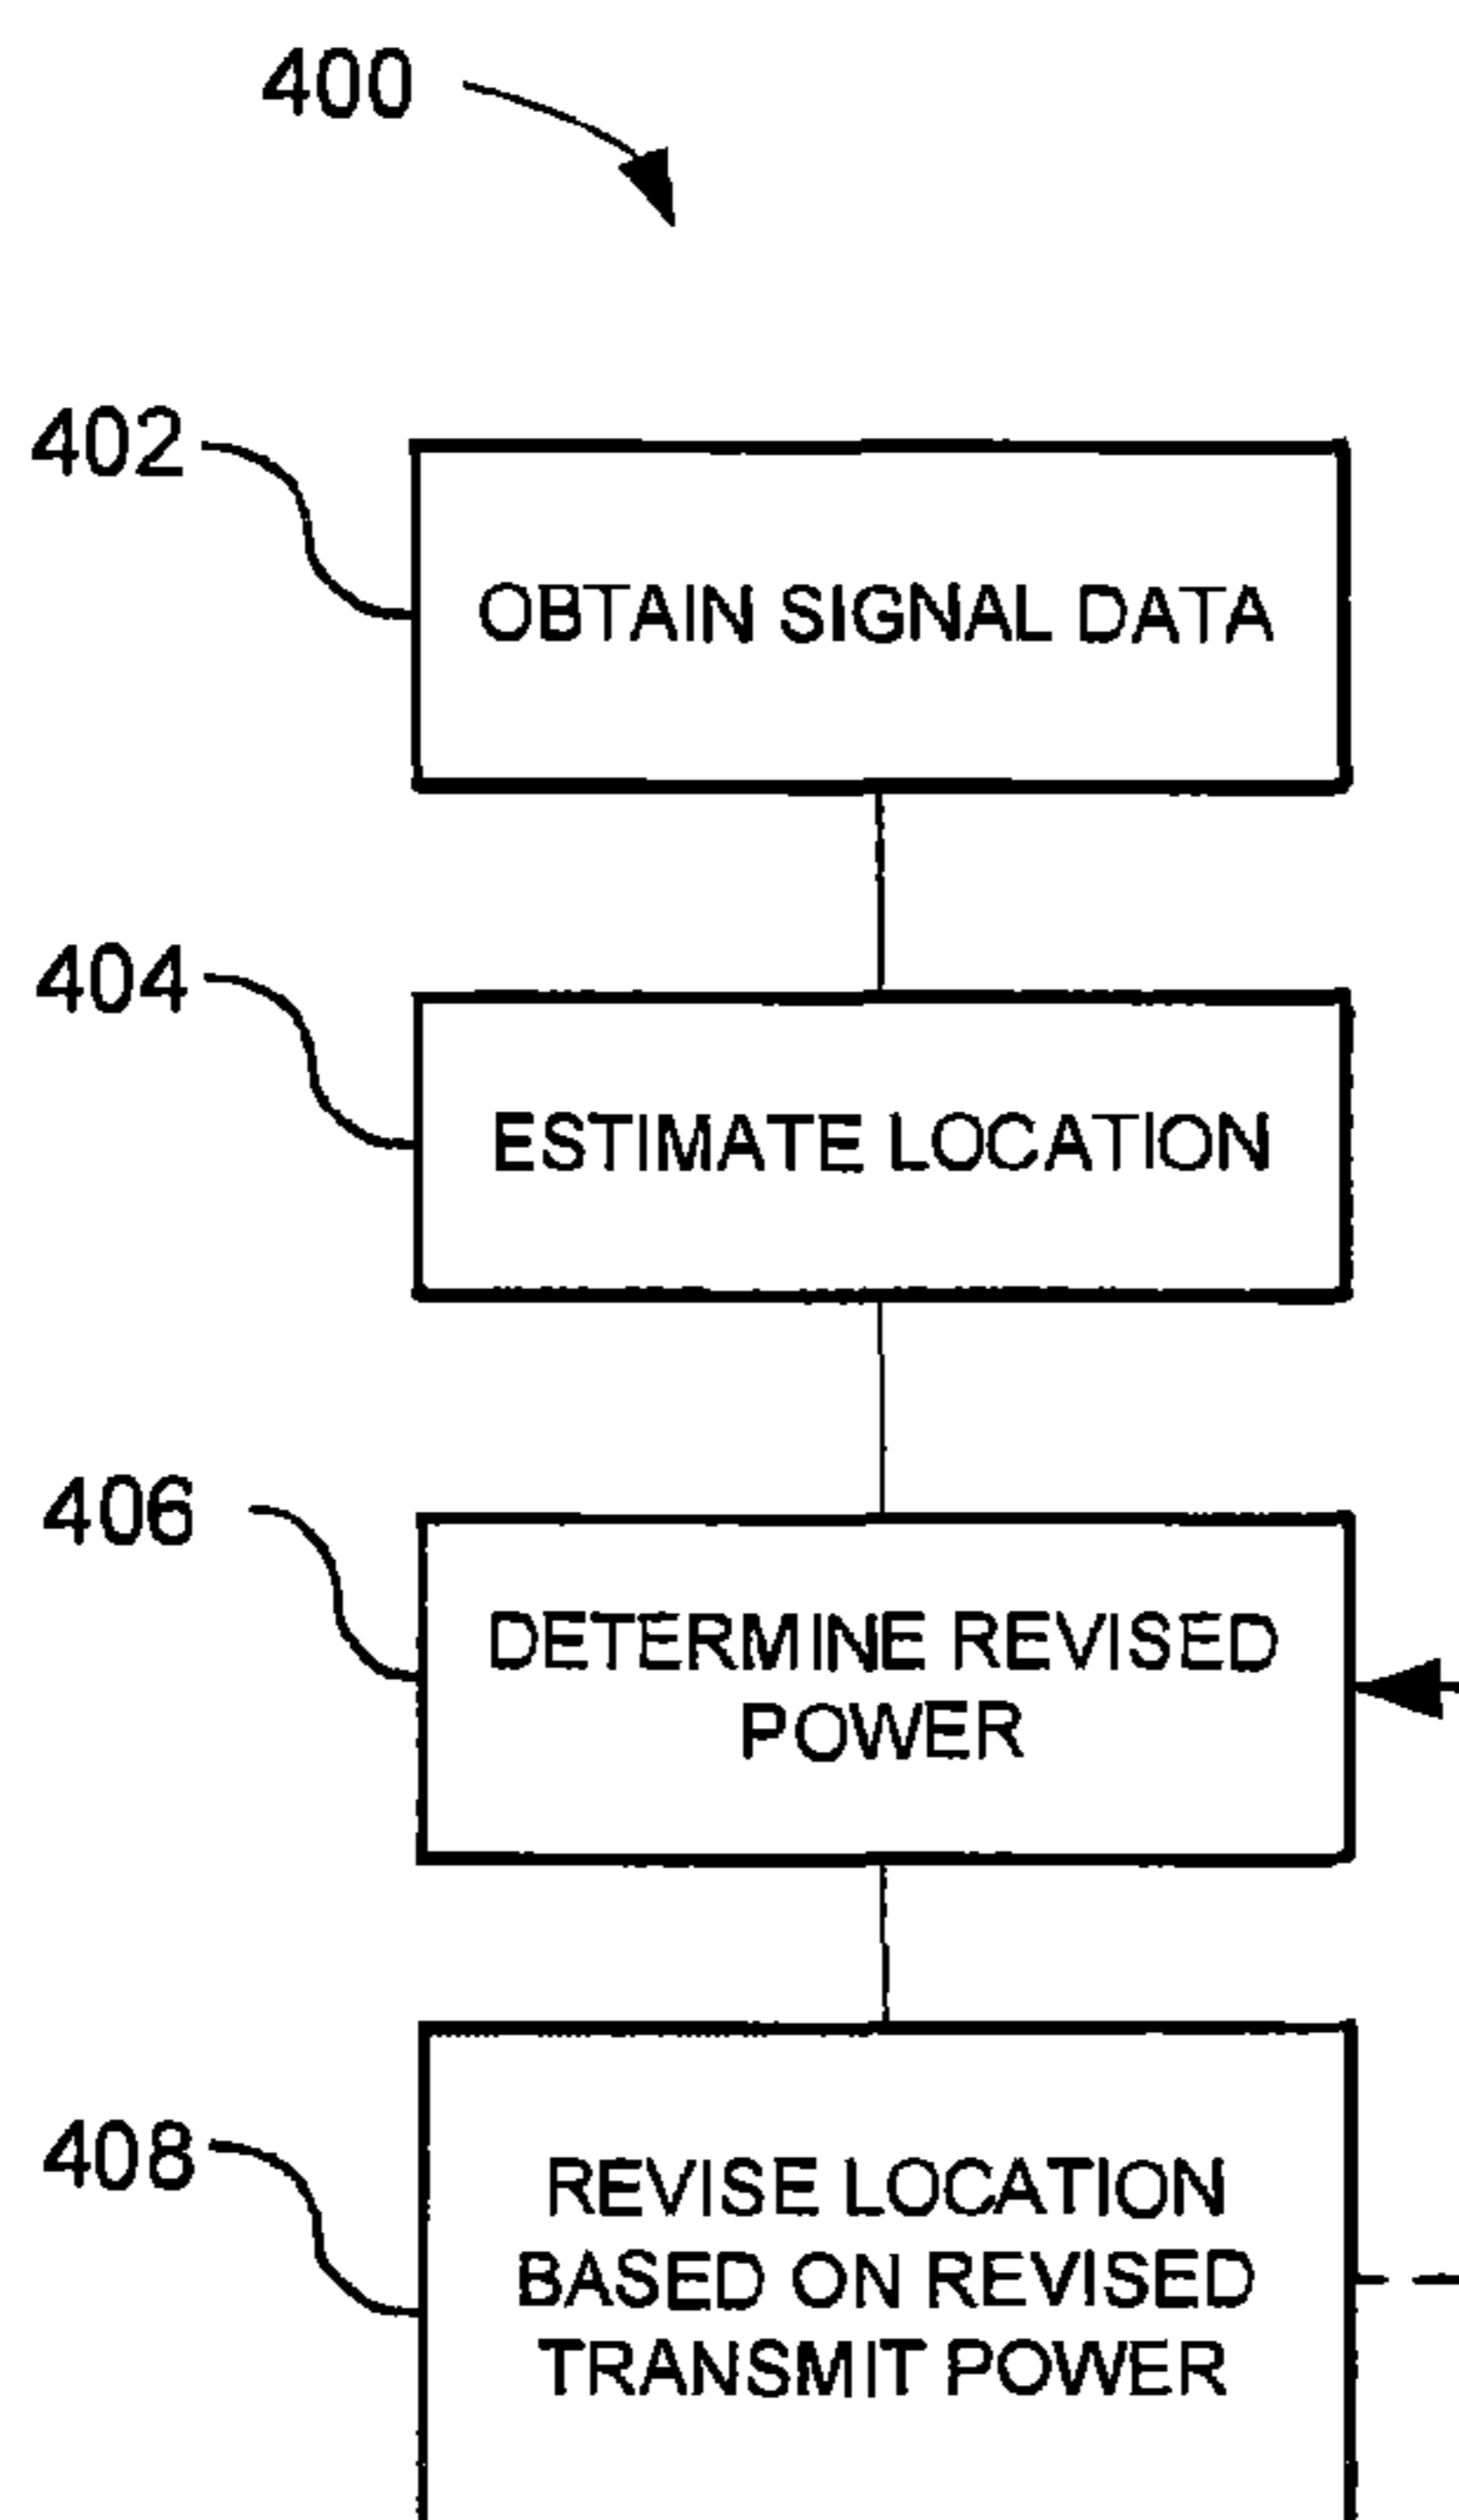 400
402
OBTAIN SIGNAL DATA
404
ESTIMATE LOCATION
406
DETERMINE REVISED
POWER
408
REVISE LOCATION
BASED ON REVISED
TRANSMIT POWER